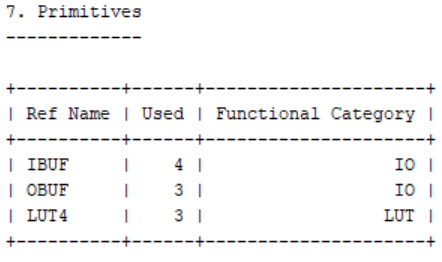 7. Primitives
-------------
+----------+------+---------------------+
| Ref Name | Used | Functional Category |
+----------+------+---------------------+
| IBUF     |    4 |                  IO |
| OBUF     |    3 |                  IO |
| LUT4     |    3 |                 LUT |
+----------+------+---------------------+